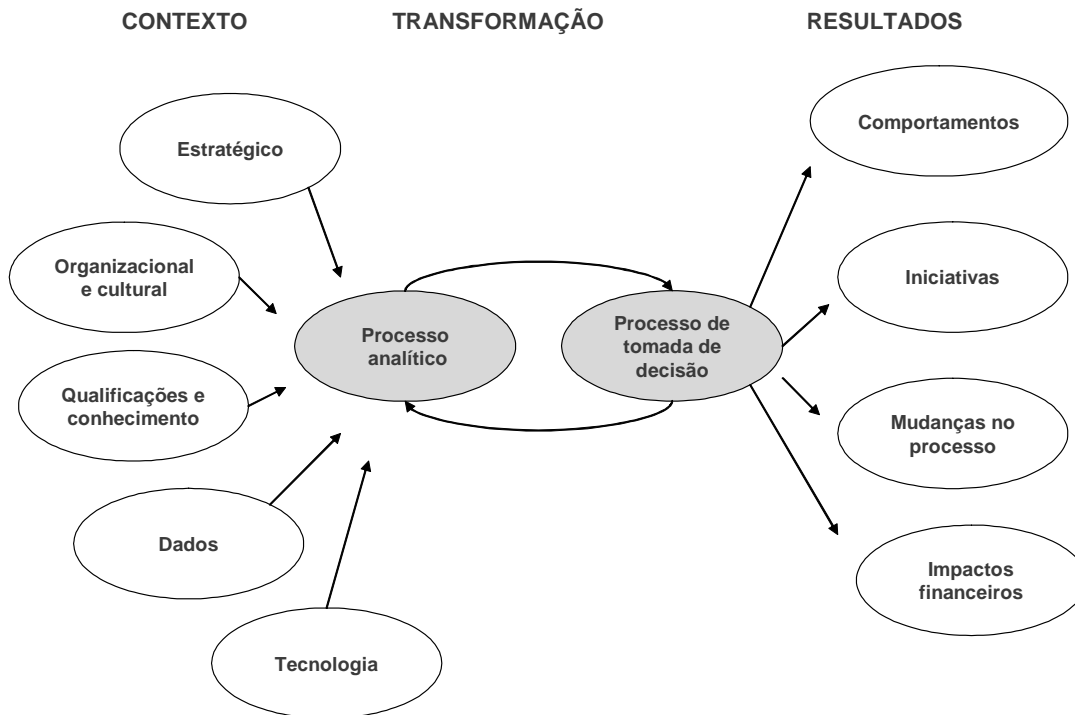 CONTEXTO
TRANSFORMAÇÃO
RESULTADOS
Estratégico
Organizacional
e cultural
Qualificações e
conhecimento
Dados
Tecnologia
Processo
analítico
Processo de
tomada de
decisão
Comportamentos
Iniciativas
Mudanças no
processo
Impactos
financeiros